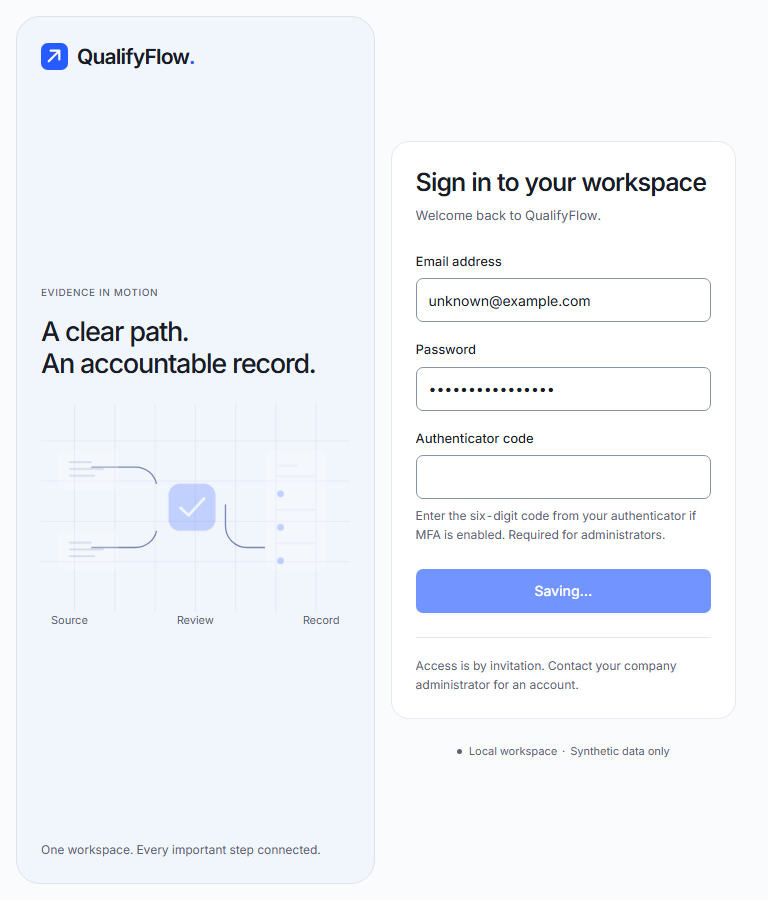 QualifyFlow.
EVIDENCE IN MOTION
A clear path.
An accountable record.
Source
Review
Record
One workspace. Every important step connected.
Sign in to your workspace
Welcome back to QualifyFlow.
Email address
unknown@example.com
Password
••••••••••••••••
Authenticator code
Enter the six-digit code from your authenticator if
MFA is enabled. Required for administrators.
Saving...
Access is by invitation. Contact your company
administrator for an account.
Local workspace · Synthetic data only